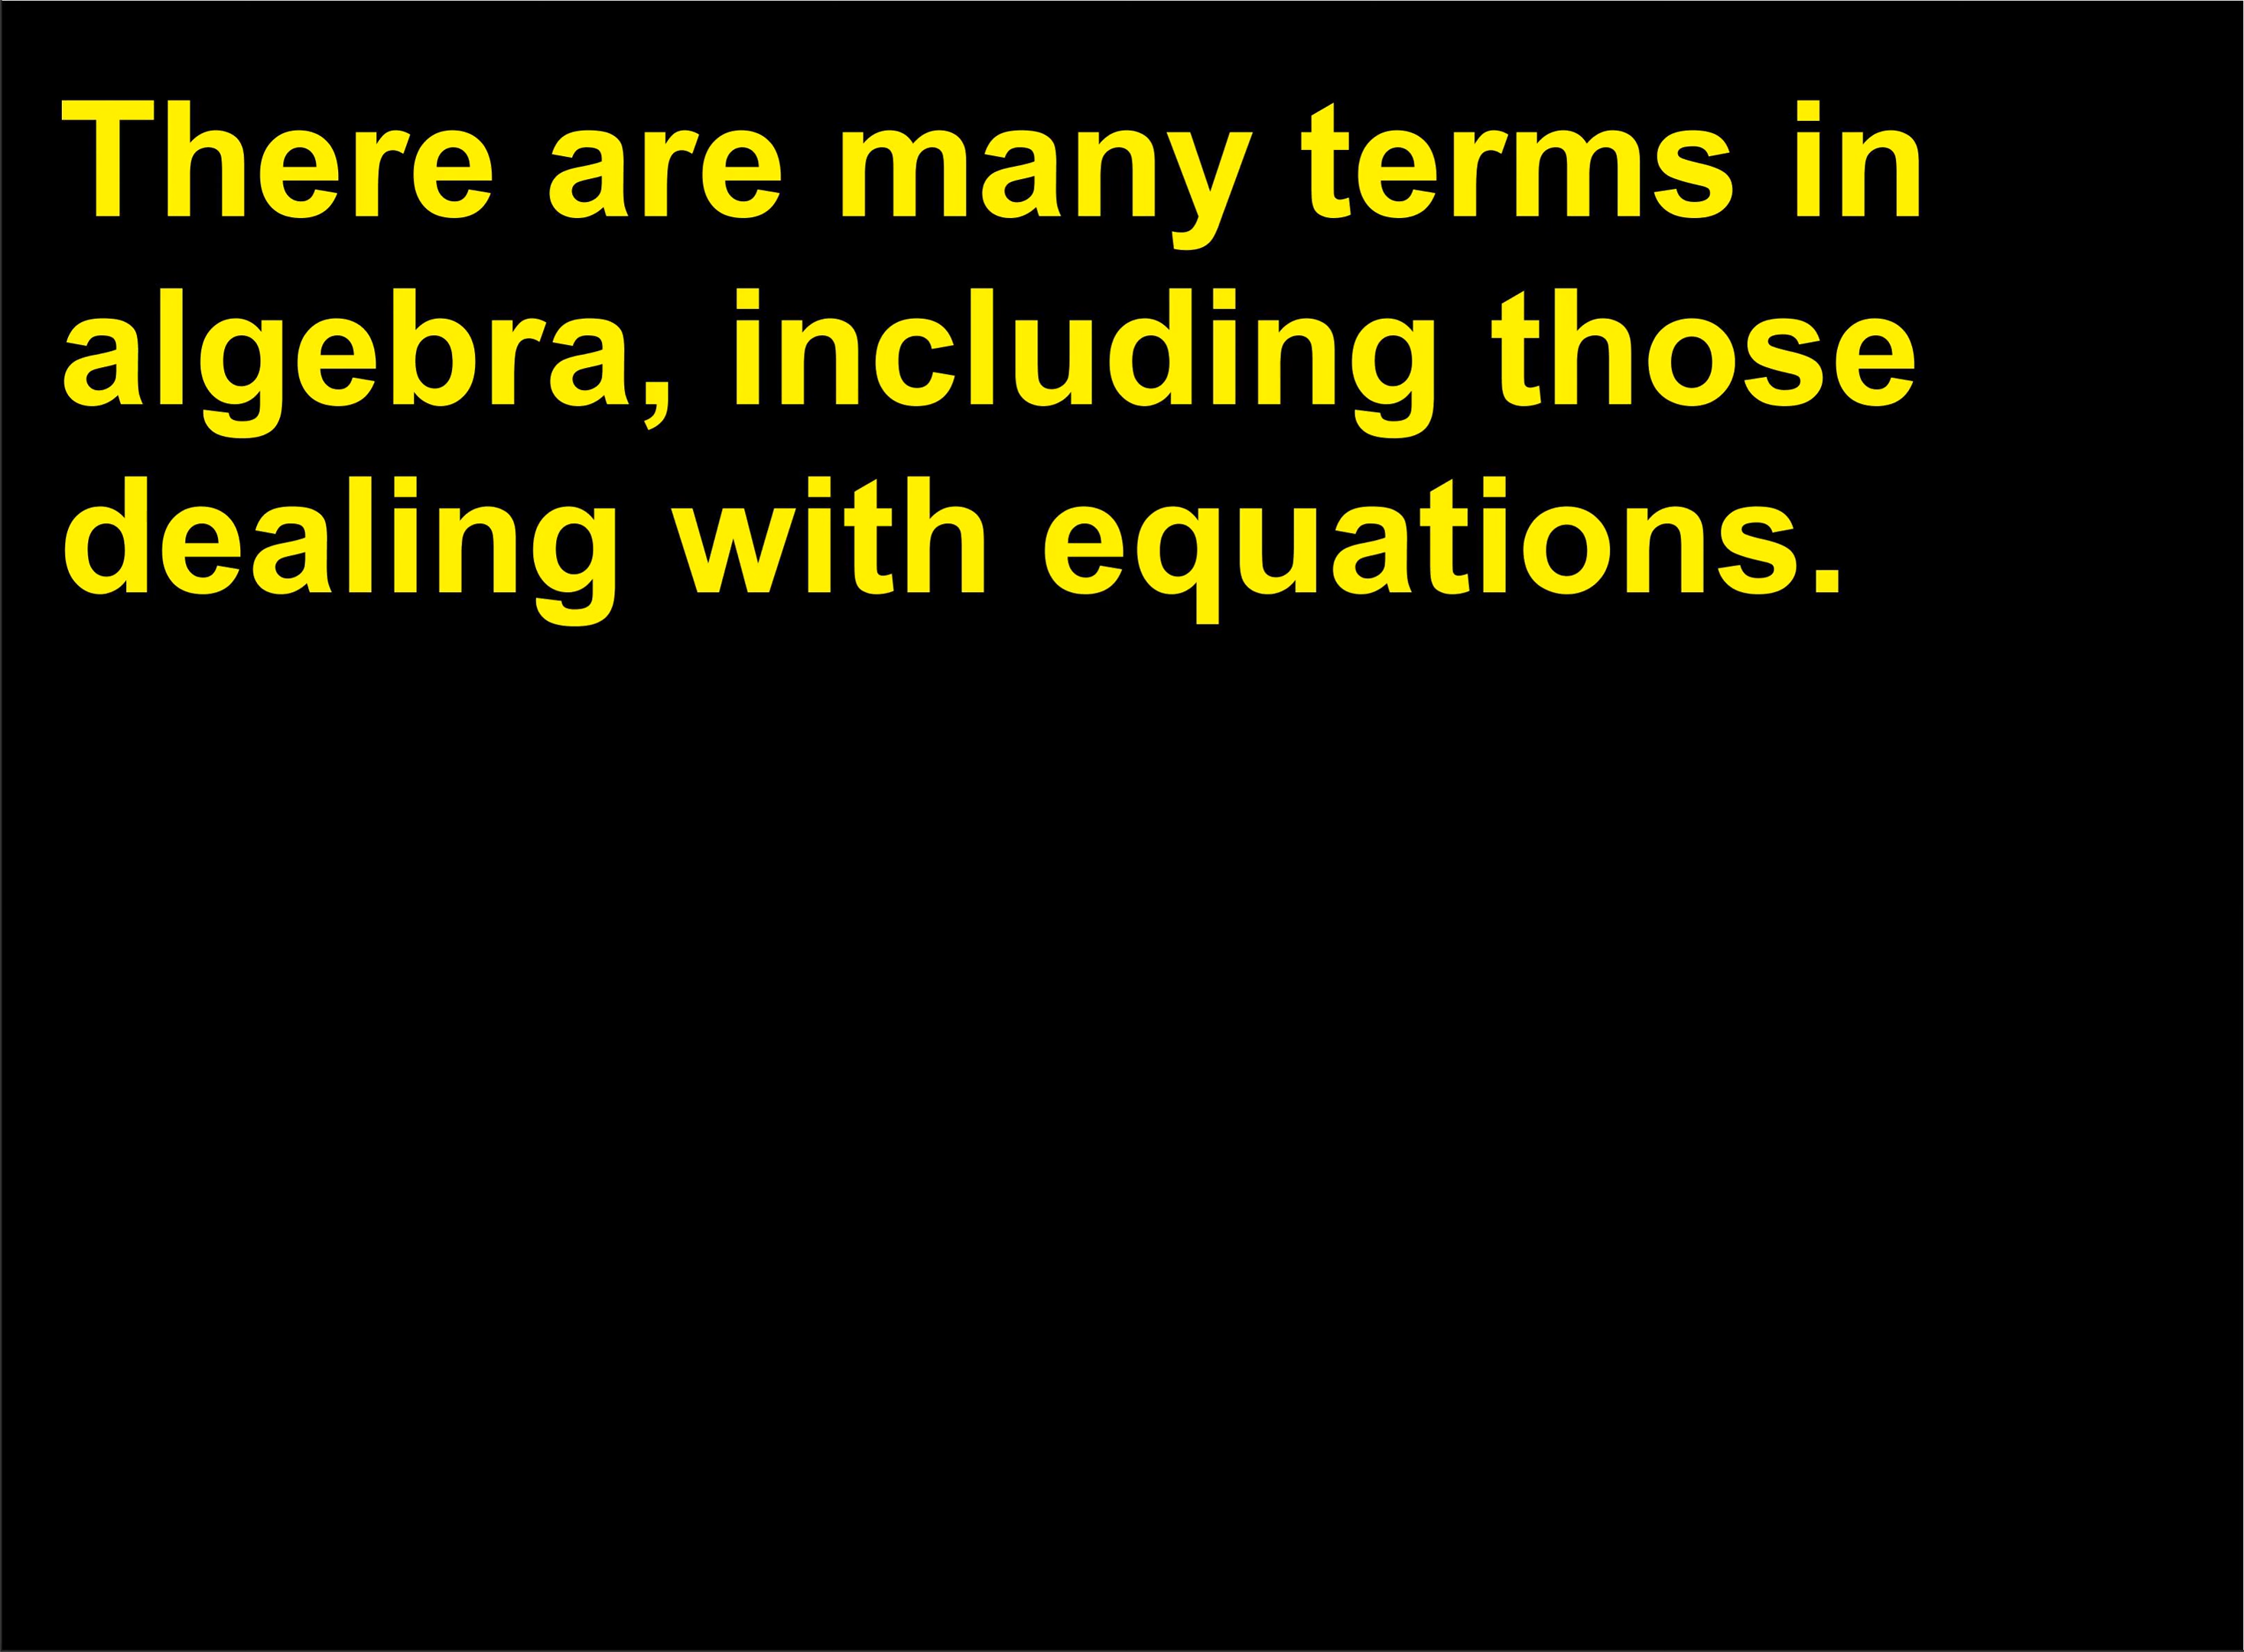 There are many terms in
algebra, including those
dealing with equations.